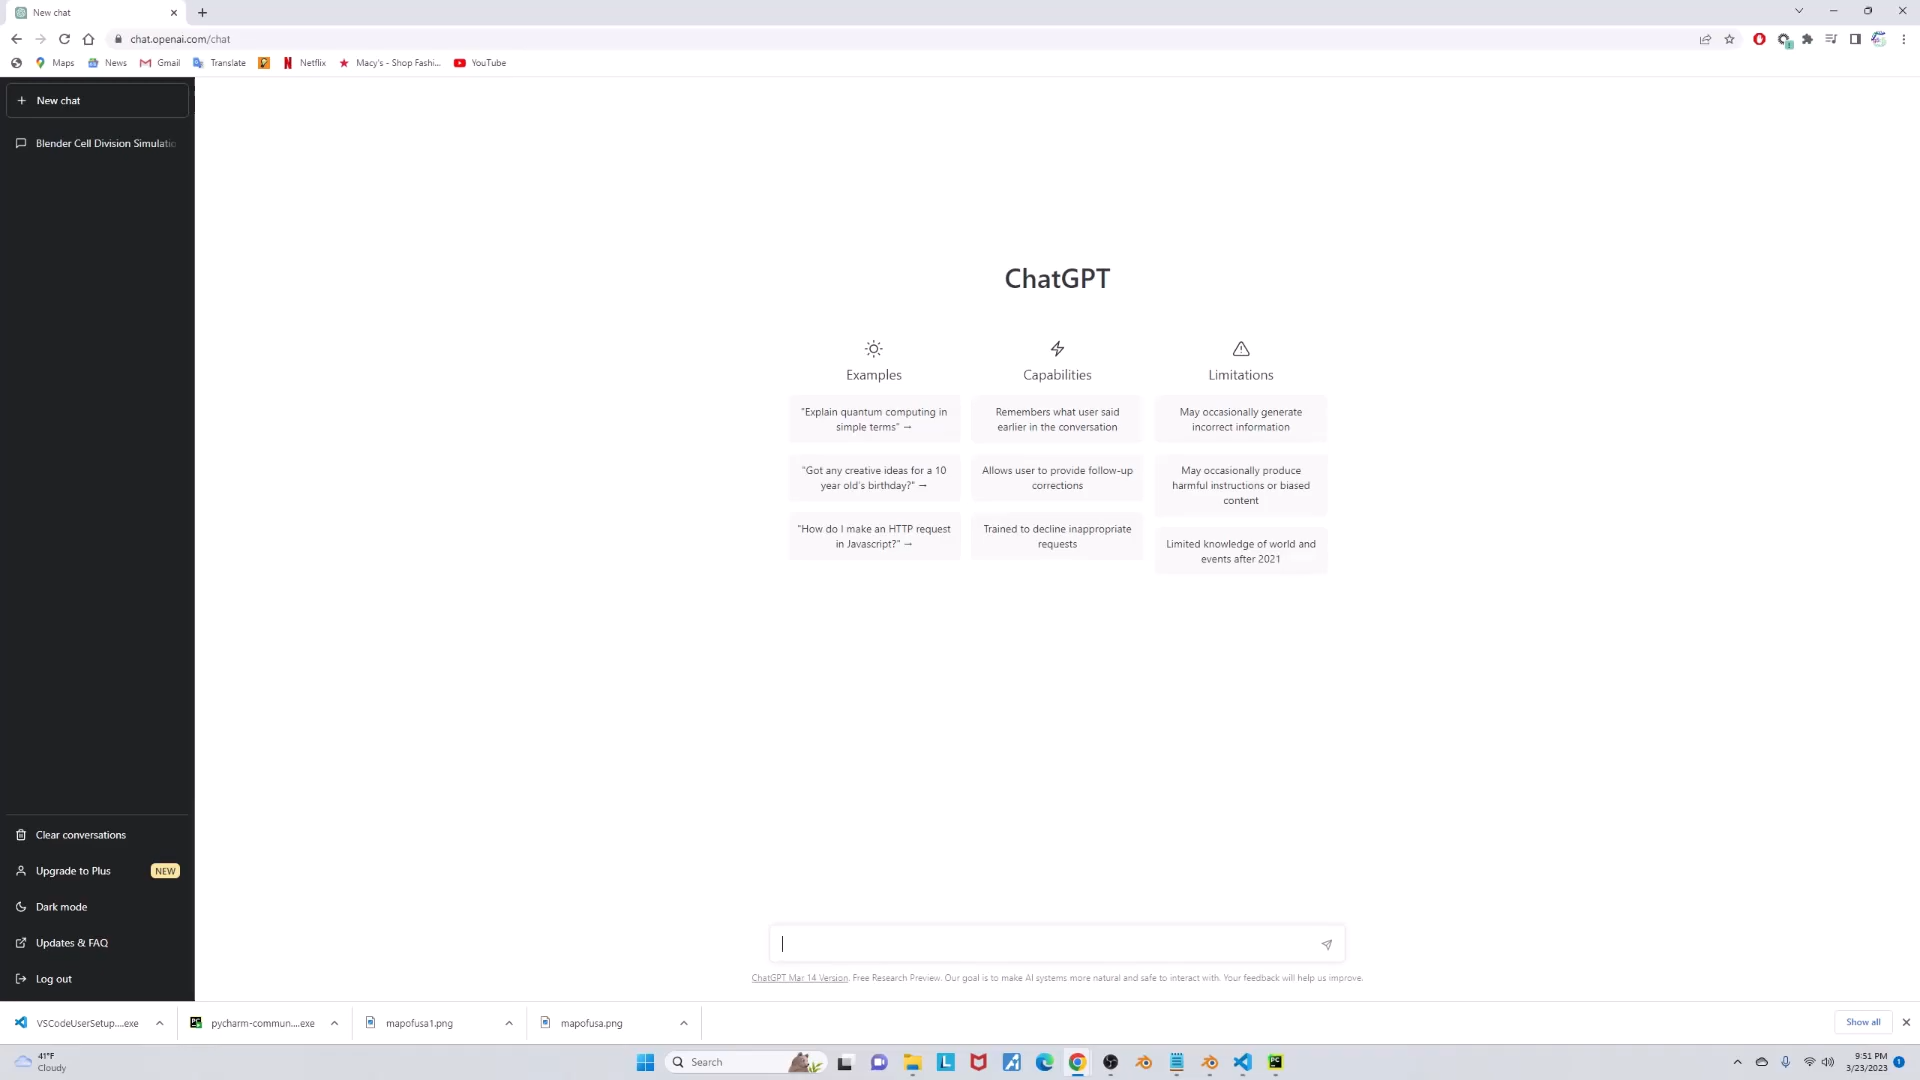 New chat
chat.openai.com/chat
Maps
News
Gmail
Translate
Netflix
Macy's - Shop Fashi...
YouTube
New chat
Blender Cell Division Simulatio
ChatGPT
Examples
Capabilities
Limitations
"Explain quantum computing in
simple terms" →
Remembers what user said
earlier in the conversation
May occasionally generate
incorrect information
"Got any creative ideas for a 10
year old's birthday?" →
Allows user to provide follow-up
corrections
May occasionally produce
harmful instructions or biased
content
"How do I make an HTTP request
in Javascript?" →
Trained to decline inappropriate
requests
Limited knowledge of world and
events after 2021
Clear conversations
Upgrade to Plus
NEW
Dark mode
Updates & FAQ
Log out
ChatGPT Mar 14 Version. Free Research Preview. Our goal is to make AI systems more natural and safe to interact with. Your feedback will help us improve.
VSCodeUserSetup....exe
pycharm-commun....exe
mapofusa1.png
mapofusa.png
Show all
41°F
Cloudy
Search
9:51 PM
3/23/2023
1